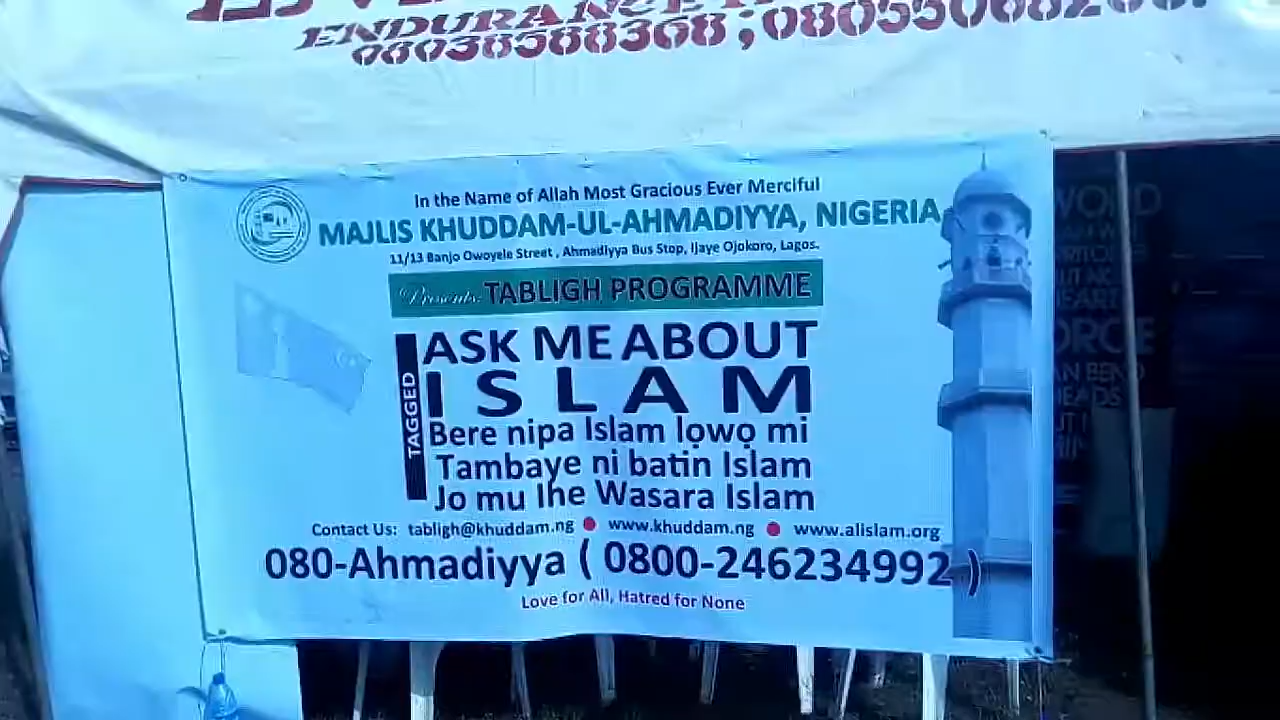 ENDURANCE
08038588368;
In the Name of Allah Most Gracious Ever Merciful
MAJLIS KHUDDAM-UL-AHMADIYYA, NIGERIA
11/13 Banjo Owoyele Street , Ahmadiyya Bus Stop, Ijaye Ojokoro, Lagos.
Presents: TABLIGH PROGRAMME
TAGGED
ASK ME ABOUT
ISLAM
Bere nipa Islam lọwọ mi
Tambaye ni batin Islam
Jo mu Ihe Wasara Islam
Contact Us: tabligh@khuddam.ng ● www.khuddam.ng ● www.alislam.org
080-Ahmadiyya ( 0800-246234992 )
Love for All, Hatred for None